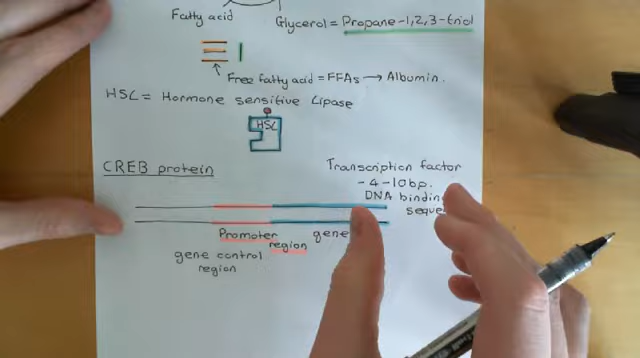 Fatty acid
Glycerol = Propane-1,2,3-triol
Free fatty acid = FFAs → Albumin.
HSL = Hormone sensitive Lipase
HSL
CREB protein
Transcription factor
- 4-10bp.
DNA
Promoter region
gene
gene control
region